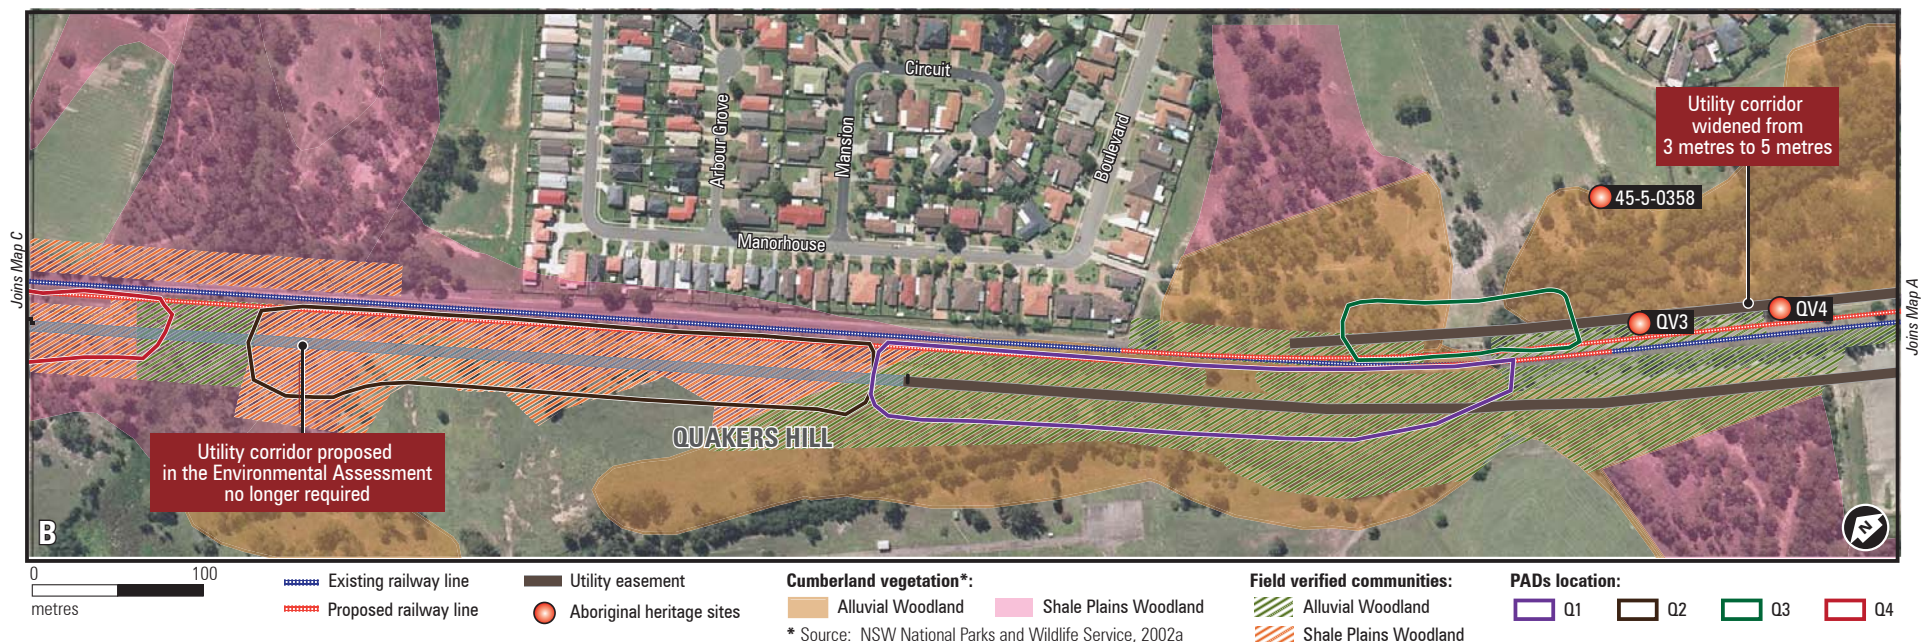 Circuit
Arbour Grove
Mansion
Boulevard
Manorhouse
Utility corridor
widened from
3 metres to 5 metres
45-5-0358
QV3
QV4
Joins Map C
Joins Map A
QUAKERS HILL
Utility corridor proposed
in the Environmental Assessment
no longer required
B
N
0 100
metres
Existing railway line
Proposed railway line
Utility easement
Aboriginal heritage sites
Cumberland vegetation*:
Alluvial Woodland
Shale Plains Woodland
* Source: NSW National Parks and Wildlife Service, 2002a
Field verified communities:
Alluvial Woodland
Shale Plains Woodland
PADs location:
Q1 Q2 Q3 Q4